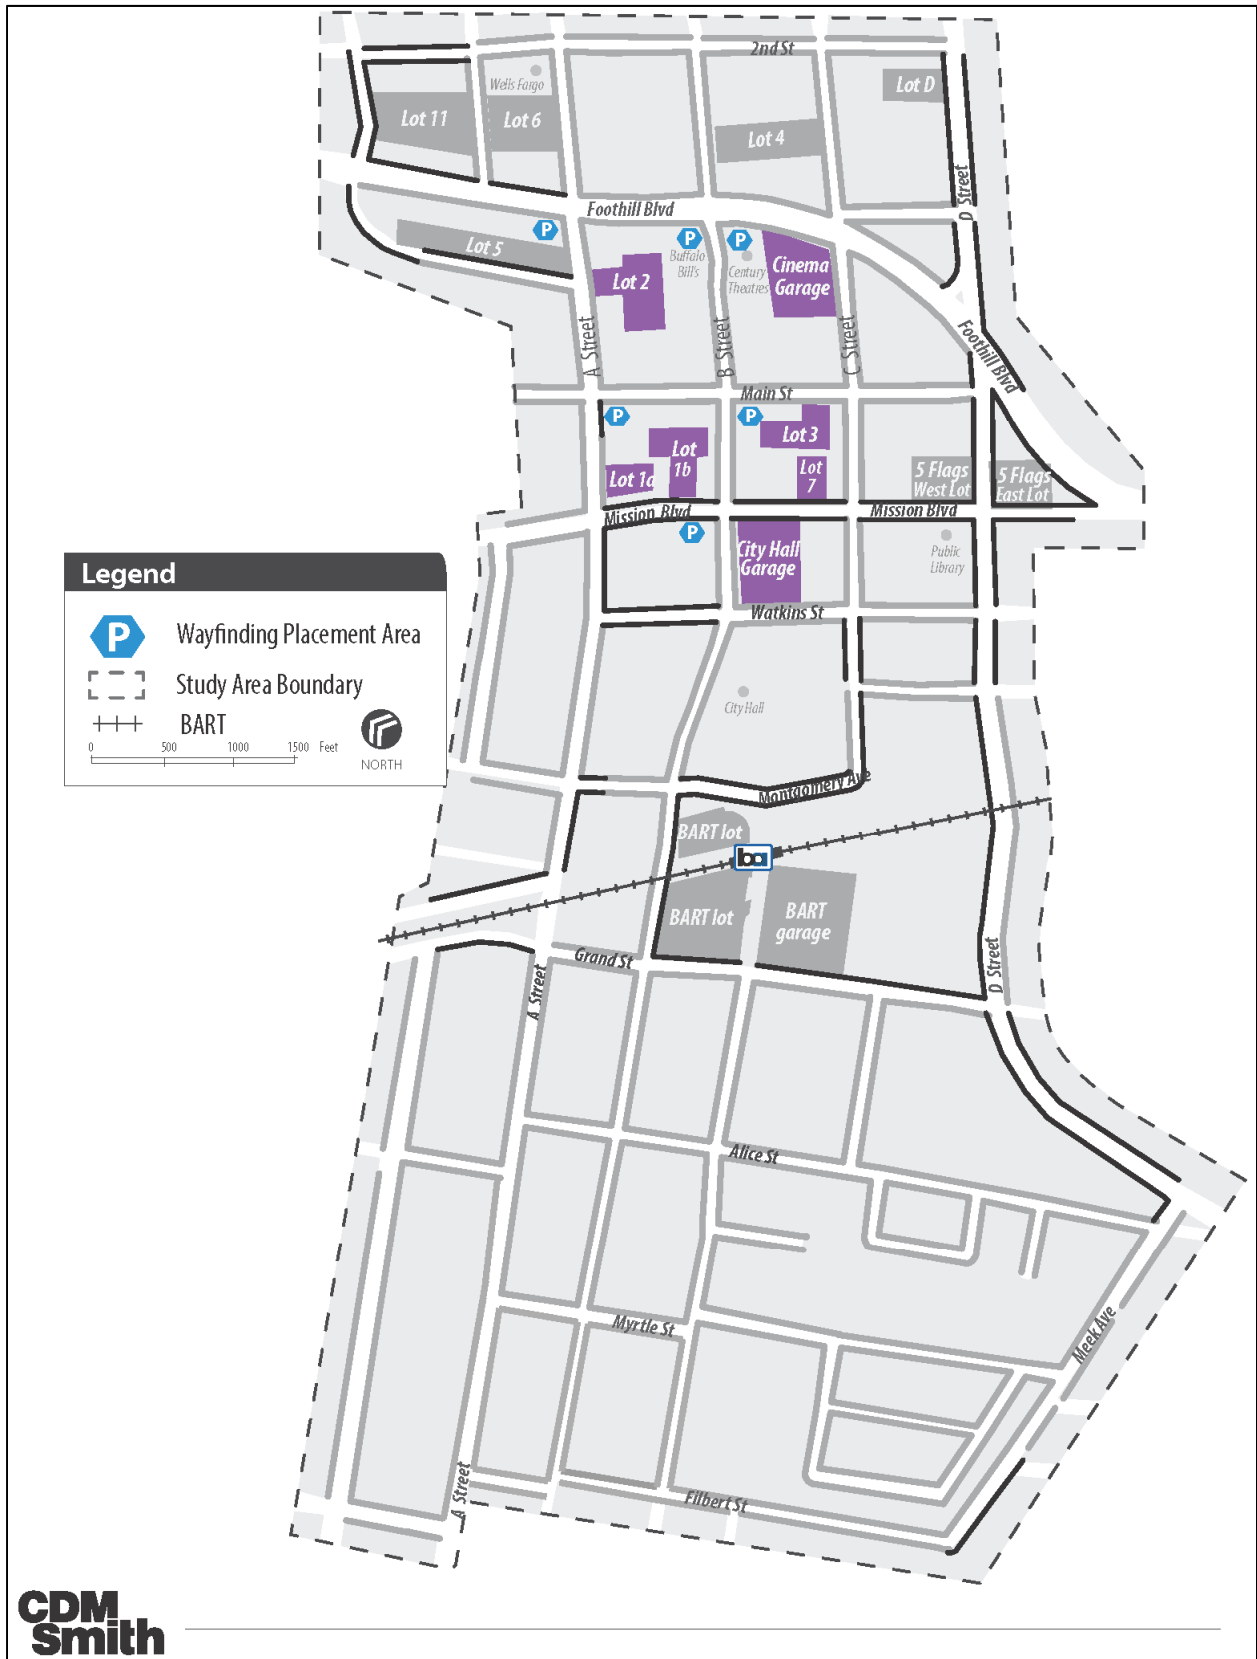 2nd St
Wells Fargo
Lot D
Lot 11
Lot 6
Lot 4
D Street
Foothill Blvd
P
P
P
Lot 5
Buffalo
Bill's
Century
Theatres
Cinema
Garage
Lot 2
A Street
B Street
C Street
Foothill Blvd
Main St
P
P
Lot 3
Lot
1b
Lot 1a
Lot
7
5 Flags
West Lot
5 Flags
East Lot
Mission Blvd
Mission Blvd
P
City Hall
Garage
Public
Library
Watkins St
Legend
P
Wayfinding Placement Area
Study Area Boundary
BART
0 500 1000 1500 Feet
NORTH
City Hall
Montgomery Ave
BART lot
ba
BART lot
BART
garage
Grand St
A Street
D Street
Alice St
Myrtle St
Meek Ave
A Street
Filbert St
CDM
Smith